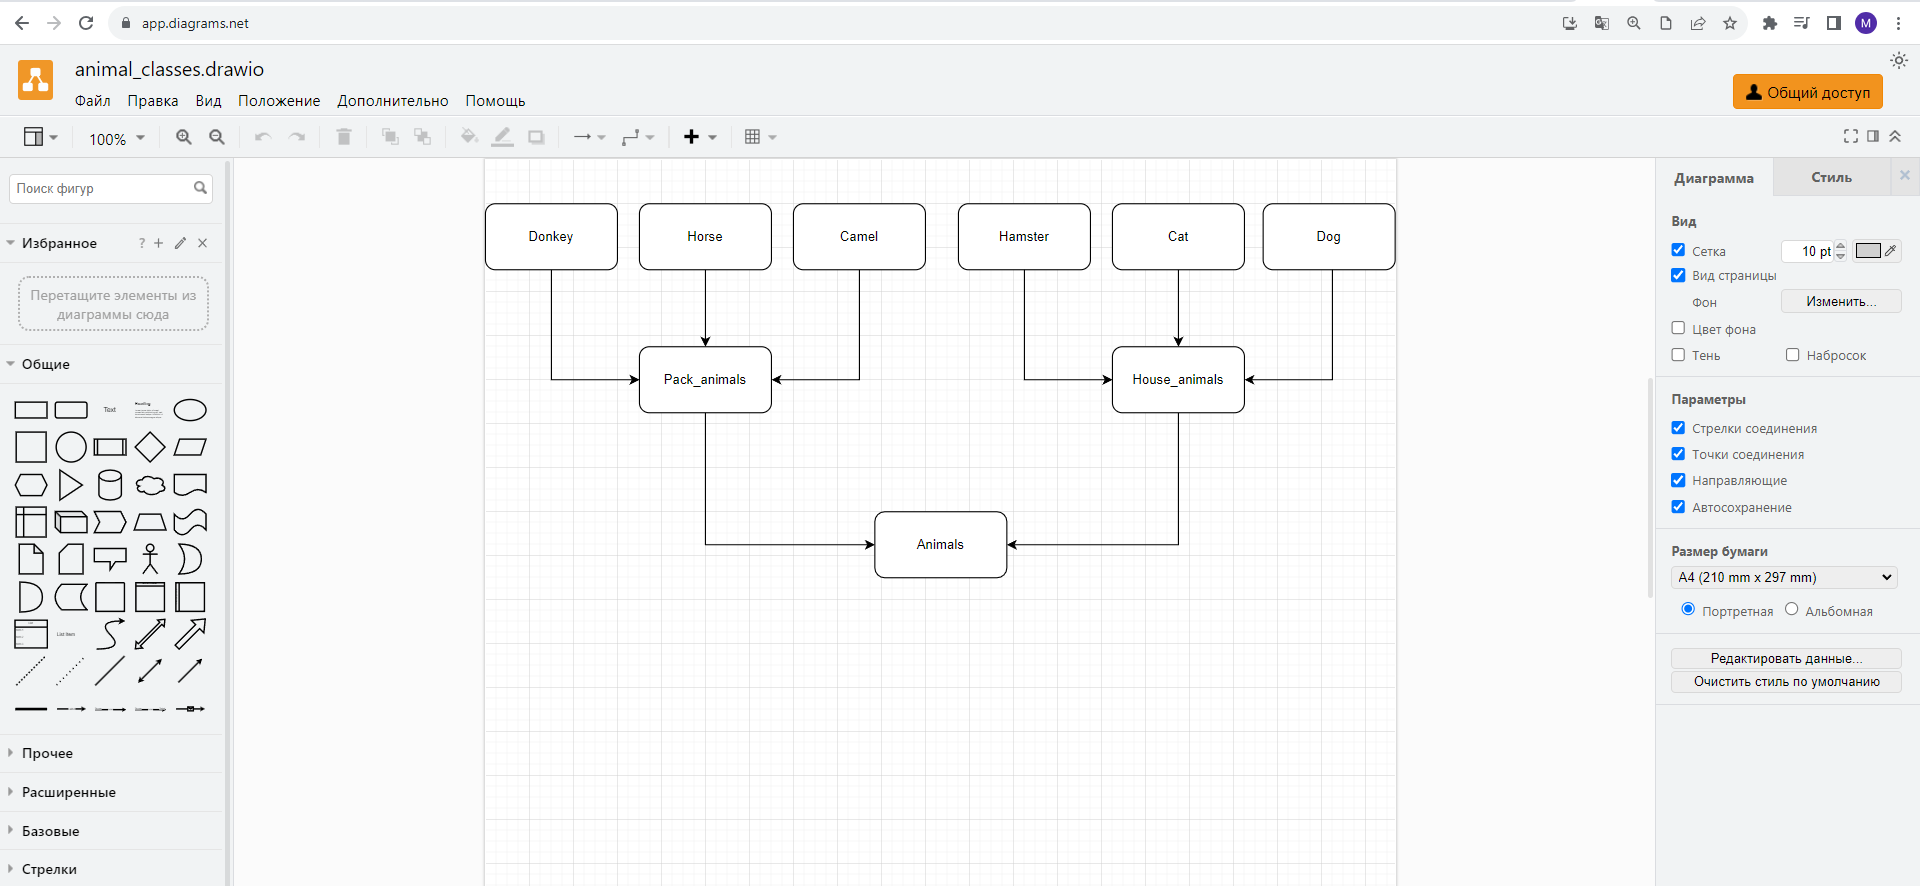 app.diagrams.net
M
animal_classes.drawio
Файл Правка Вид Положение Дополнительно Помощь
Общий доступ
100%
Поиск фигур
Избранное
?
Перетащите элементы из
диаграммы сюда
Общие
Text
Heading
List Item
Прочее
Расширенные
Базовые
Стрелки
Donkey
Horse
Camel
Hamster
Cat
Dog
Pack_animals
House_animals
Animals
Диаграмма
Стиль
Вид
Сетка
10 pt
Вид страницы
Фон
Изменить...
Цвет фона
Тень
Набросок
Параметры
Стрелки соединения
Точки соединения
Направляющие
Автосохранение
Размер бумаги
A4 (210 mm x 297 mm)
Портретная
Альбомная
Редактировать данные...
Очистить стиль по умолчанию